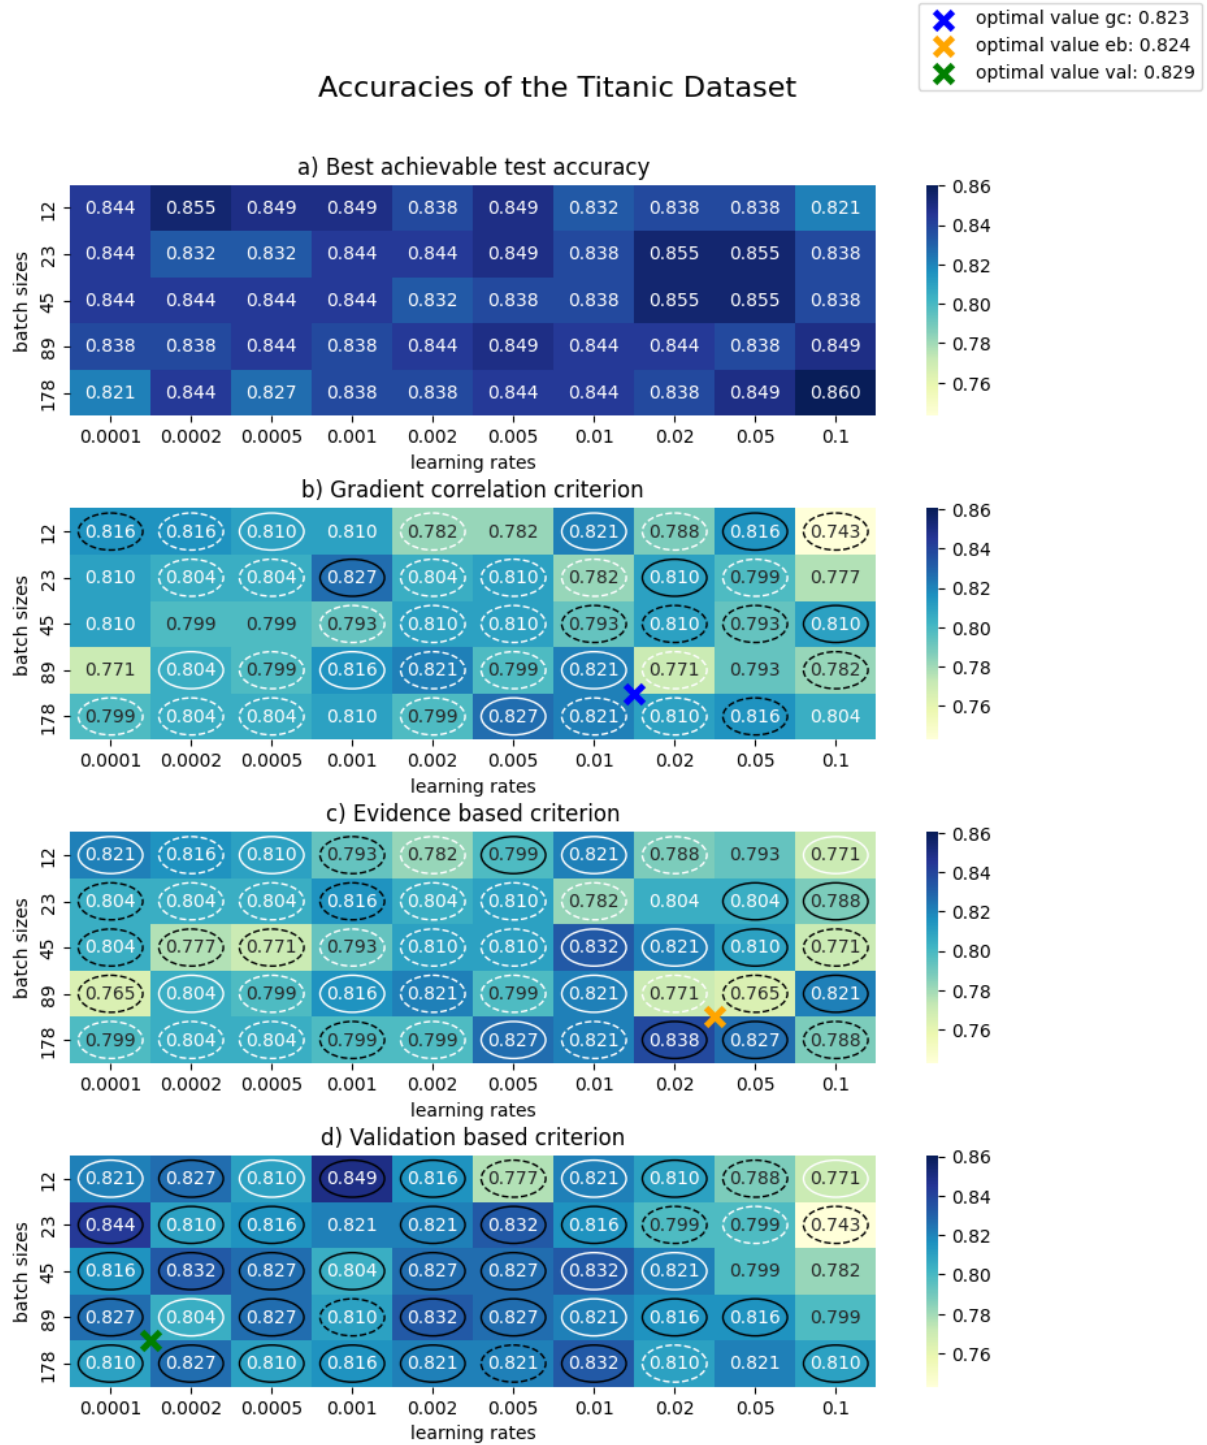 optimal value gc: 0.823
optimal value eb: 0.824
optimal value val: 0.829
Accuracies of the Titanic Dataset
a) Best achievable test accuracy
batch sizes
12 0.844 0.855 0.849 0.849 0.838 0.849 0.832 0.838 0.838 0.821
23 0.844 0.832 0.832 0.844 0.844 0.849 0.838 0.855 0.855 0.838
45 0.844 0.844 0.844 0.844 0.832 0.838 0.838 0.855 0.855 0.838
89 0.838 0.838 0.844 0.838 0.844 0.849 0.844 0.844 0.838 0.849
178 0.821 0.844 0.827 0.838 0.838 0.844 0.844 0.838 0.849 0.860
0.0001 0.0002 0.0005 0.001 0.002 0.005 0.01 0.02 0.05 0.1
learning rates
0.86
0.84
0.82
0.80
0.78
0.76
b) Gradient correlation criterion
batch sizes
12 0.816 0.816 0.810 0.810 0.782 0.782 0.821 0.788 0.816 0.743
23 0.810 0.804 0.804 0.827 0.804 0.810 0.782 0.810 0.799 0.777
45 0.810 0.799 0.799 0.793 0.810 0.810 0.793 0.810 0.793 0.810
89 0.771 0.804 0.799 0.816 0.821 0.799 0.821 0.771 0.793 0.782
178 0.799 0.804 0.804 0.810 0.799 0.827 0.821 0.810 0.816 0.804
0.0001 0.0002 0.0005 0.001 0.002 0.005 0.01 0.02 0.05 0.1
learning rates
0.86
0.84
0.82
0.80
0.78
0.76
c) Evidence based criterion
batch sizes
12 0.821 0.816 0.810 0.793 0.782 0.799 0.821 0.788 0.793 0.771
23 0.804 0.804 0.804 0.816 0.804 0.810 0.782 0.804 0.804 0.788
45 0.804 0.777 0.771 0.793 0.810 0.810 0.832 0.821 0.810 0.771
89 0.765 0.804 0.799 0.816 0.821 0.799 0.821 0.771 0.765 0.821
178 0.799 0.804 0.804 0.799 0.799 0.827 0.821 0.838 0.827 0.788
0.0001 0.0002 0.0005 0.001 0.002 0.005 0.01 0.02 0.05 0.1
learning rates
0.86
0.84
0.82
0.80
0.78
0.76
d) Validation based criterion
batch sizes
12 0.821 0.827 0.810 0.849 0.816 0.777 0.821 0.810 0.788 0.771
23 0.844 0.810 0.816 0.821 0.821 0.832 0.816 0.799 0.799 0.743
45 0.816 0.832 0.827 0.804 0.827 0.827 0.832 0.821 0.799 0.782
89 0.827 0.804 0.827 0.810 0.832 0.827 0.821 0.816 0.816 0.799
178 0.810 0.827 0.810 0.816 0.821 0.821 0.832 0.810 0.821 0.810
0.0001 0.0002 0.0005 0.001 0.002 0.005 0.01 0.02 0.05 0.1
learning rates
0.86
0.84
0.82
0.80
0.78
0.76